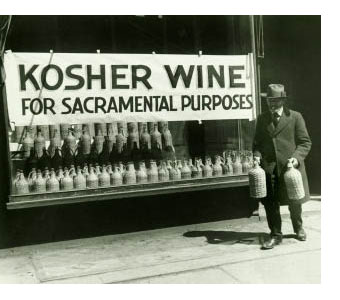 KOSHER WINE
FOR SACRAMENTAL PURPOSES